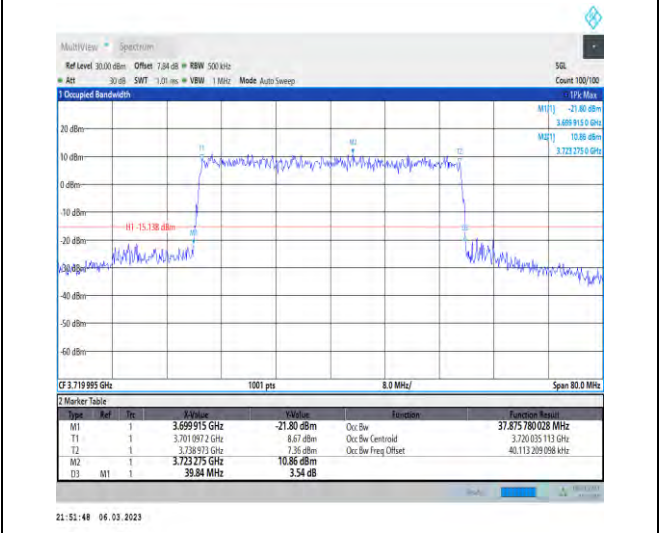 MultiView Spectrum
Ref Level 30.00 dBm Offset 7.84 dB RBW 500 kHz SGL
Att 30 dB SWT 1.01 ms VBW 1 MHz Mode Auto Sweep Count 100/100
1 Occupied Bandwidth 1Pk Max
M1[1] -21.80 dBm
3.699 915 0 GHz
M2[1] 10.86 dBm
3.723 275 0 GHz
20 dBm
T1 M2 T2
10 dBm
0 dBm
-10 dBm
H1 -15.138 dBm
M1 D3
-20 dBm
-30 dBm
-40 dBm
-50 dBm
-60 dBm
CF 3.719 995 GHz 1001 pts 8.0 MHz/ Span 80.0 MHz
2 Marker Table
Type Ref Trc X-Value Y-Value Function Function Result
M1 1 3.699 915 GHz -21.80 dBm Occ Bw 37.875 780 028 MHz
T1 1 3.701 097 2 GHz 8.67 dBm Occ Bw Centroid 3.720 035 113 GHz
T2 1 3.738 973 GHz 7.36 dBm Occ Bw Freq Offset 40.113 209 098 kHz
M2 1 3.723 275 GHz 10.86 dBm
D3 M1 1 39.84 MHz 3.54 dB
21:51:48 06.03.2023